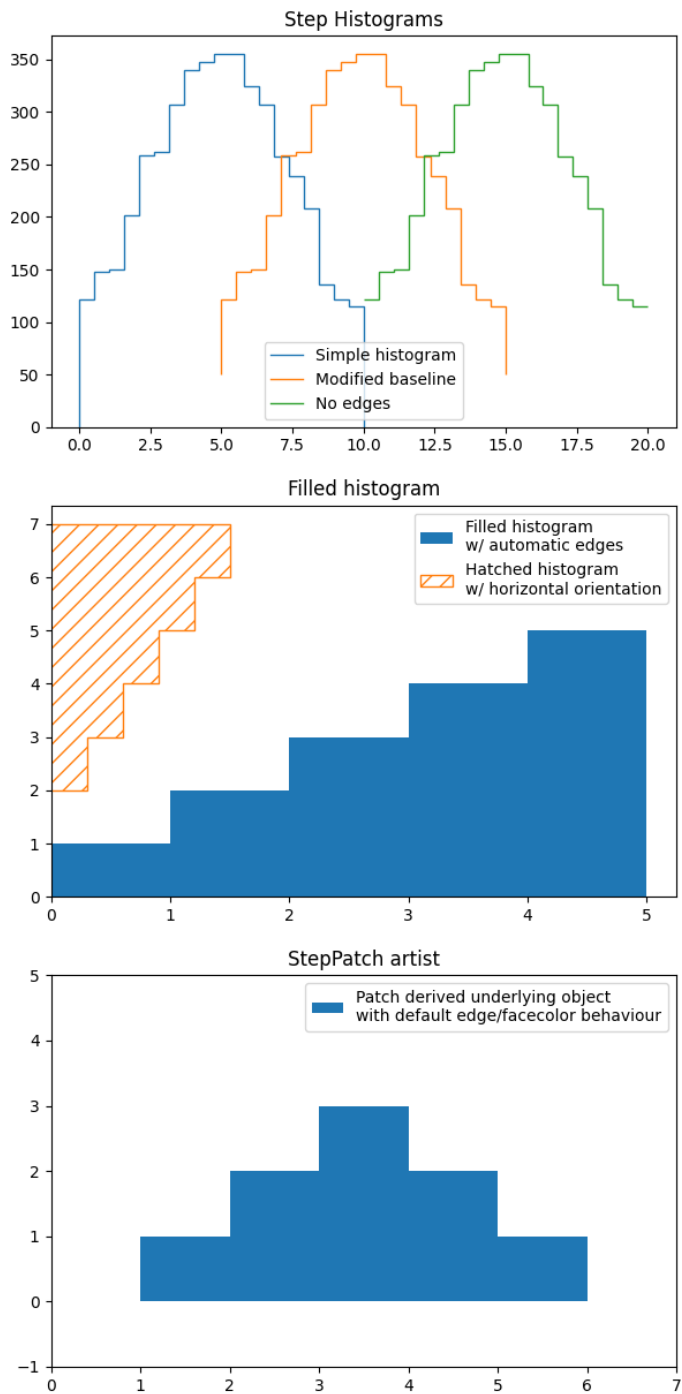 Step Histograms
350
300
250
200
150
100
50
0
Simple histogram
Modified baseline
No edges
0.0 2.5 5.0 7.5 10.0 12.5 15.0 17.5 20.0
Filled histogram
7
6
5
4
3
2
1
0
Filled histogram
w/ automatic edges
Hatched histogram
w/ horizontal orientation
0 1 2 3 4 5
StepPatch artist
5
4
3
2
1
0
−1
Patch derived underlying object
with default edge/facecolor behaviour
0 1 2 3 4 5 6 7